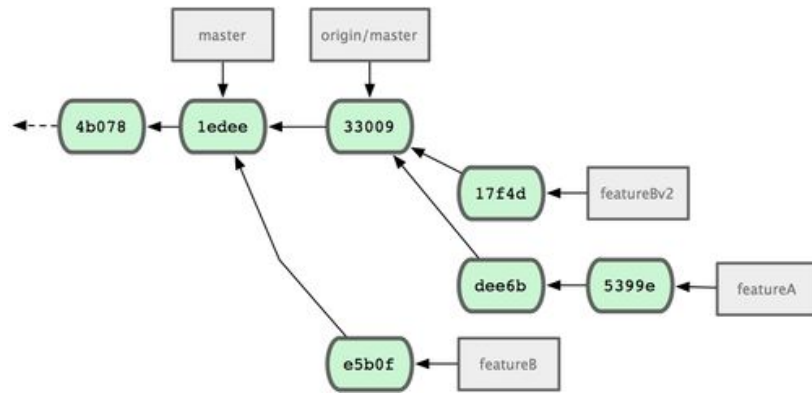 master
origin/master
4b078
1edee
33009
17f4d
featureBv2
dee6b
5399e
featureA
e5b0f
featureB